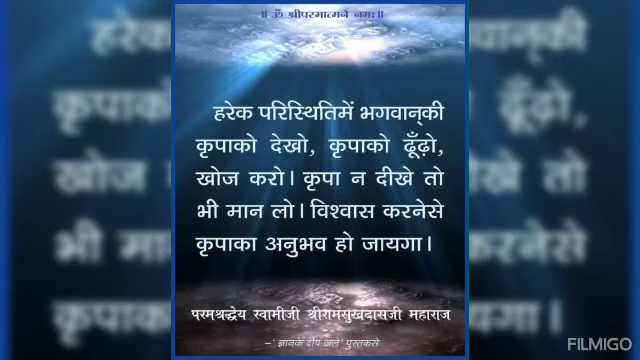 ॥ ॐ श्रीपरमात्मने नमः॥
हरेक परिस्थितिमें भगवान्‌की
कृपाको देखो, कृपाको ढूँढ़ो,
खोज करो। कृपा न दीखे तो
भी मान लो। विश्वास करनेसे
कृपाका अनुभव हो जायगा।
परमश्रद्धेय स्वामीजी श्रीरामसुखदासजी महाराज
–'ज्ञानके दीप जले' पुस्तकसे
FILMIGO